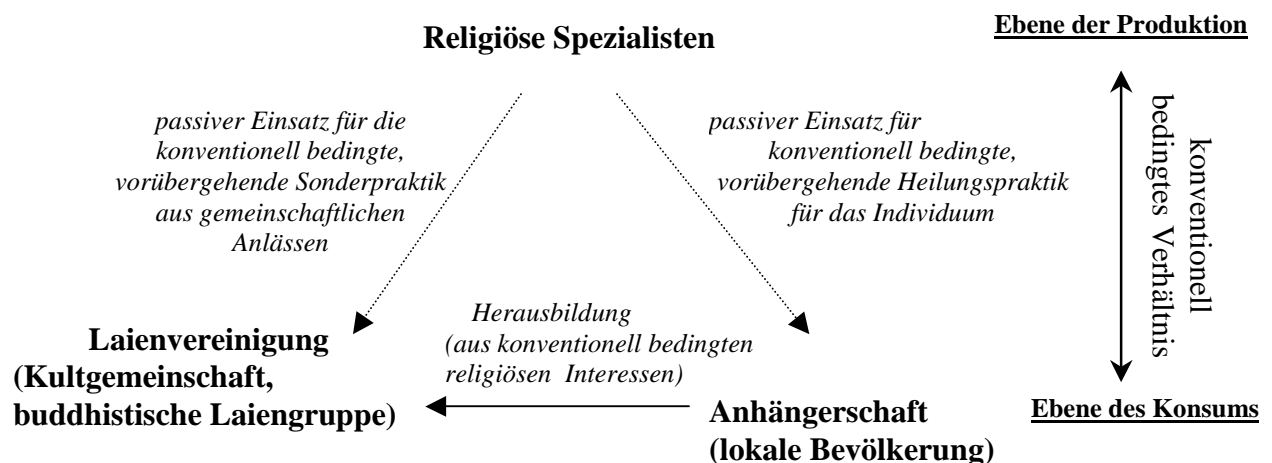 Religiöse Spezialisten
Ebene der Produktion
passiver Einsatz für die
konventionell bedingte,
vorübergehende Sonderpraktik
aus gemeinschaftlichen
Anlässen
passiver Einsatz für
konventionell bedingte,
vorübergehende Heilungspraktik
für das Individuum
konventionell
bedingtes Verhältnis
Herausbildung
(aus konventionell bedingten
religiösen Interessen)
Laienvereinigung
(Kultgemeinschaft,
buddhistische Laiengruppe)
Anhängerschaft
(lokale Bevölkerung)
Ebene des Konsums